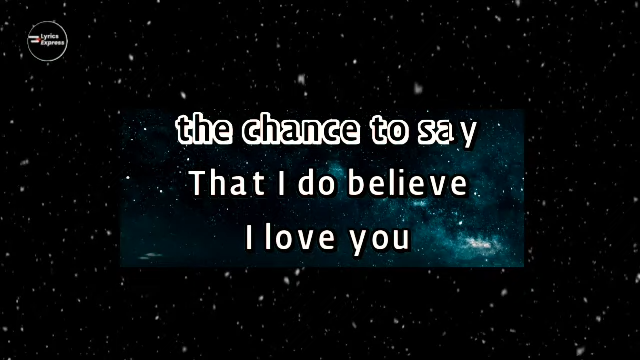 Lyrics
Express
the chance to say
That I do believe
I love you